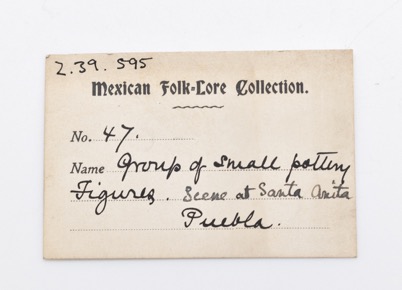 2.39.595
Mexican Folk-Lore Collection.
No. 47.
Name Group of small pottery
Figures. Scene at Santa Anita
Puebla.